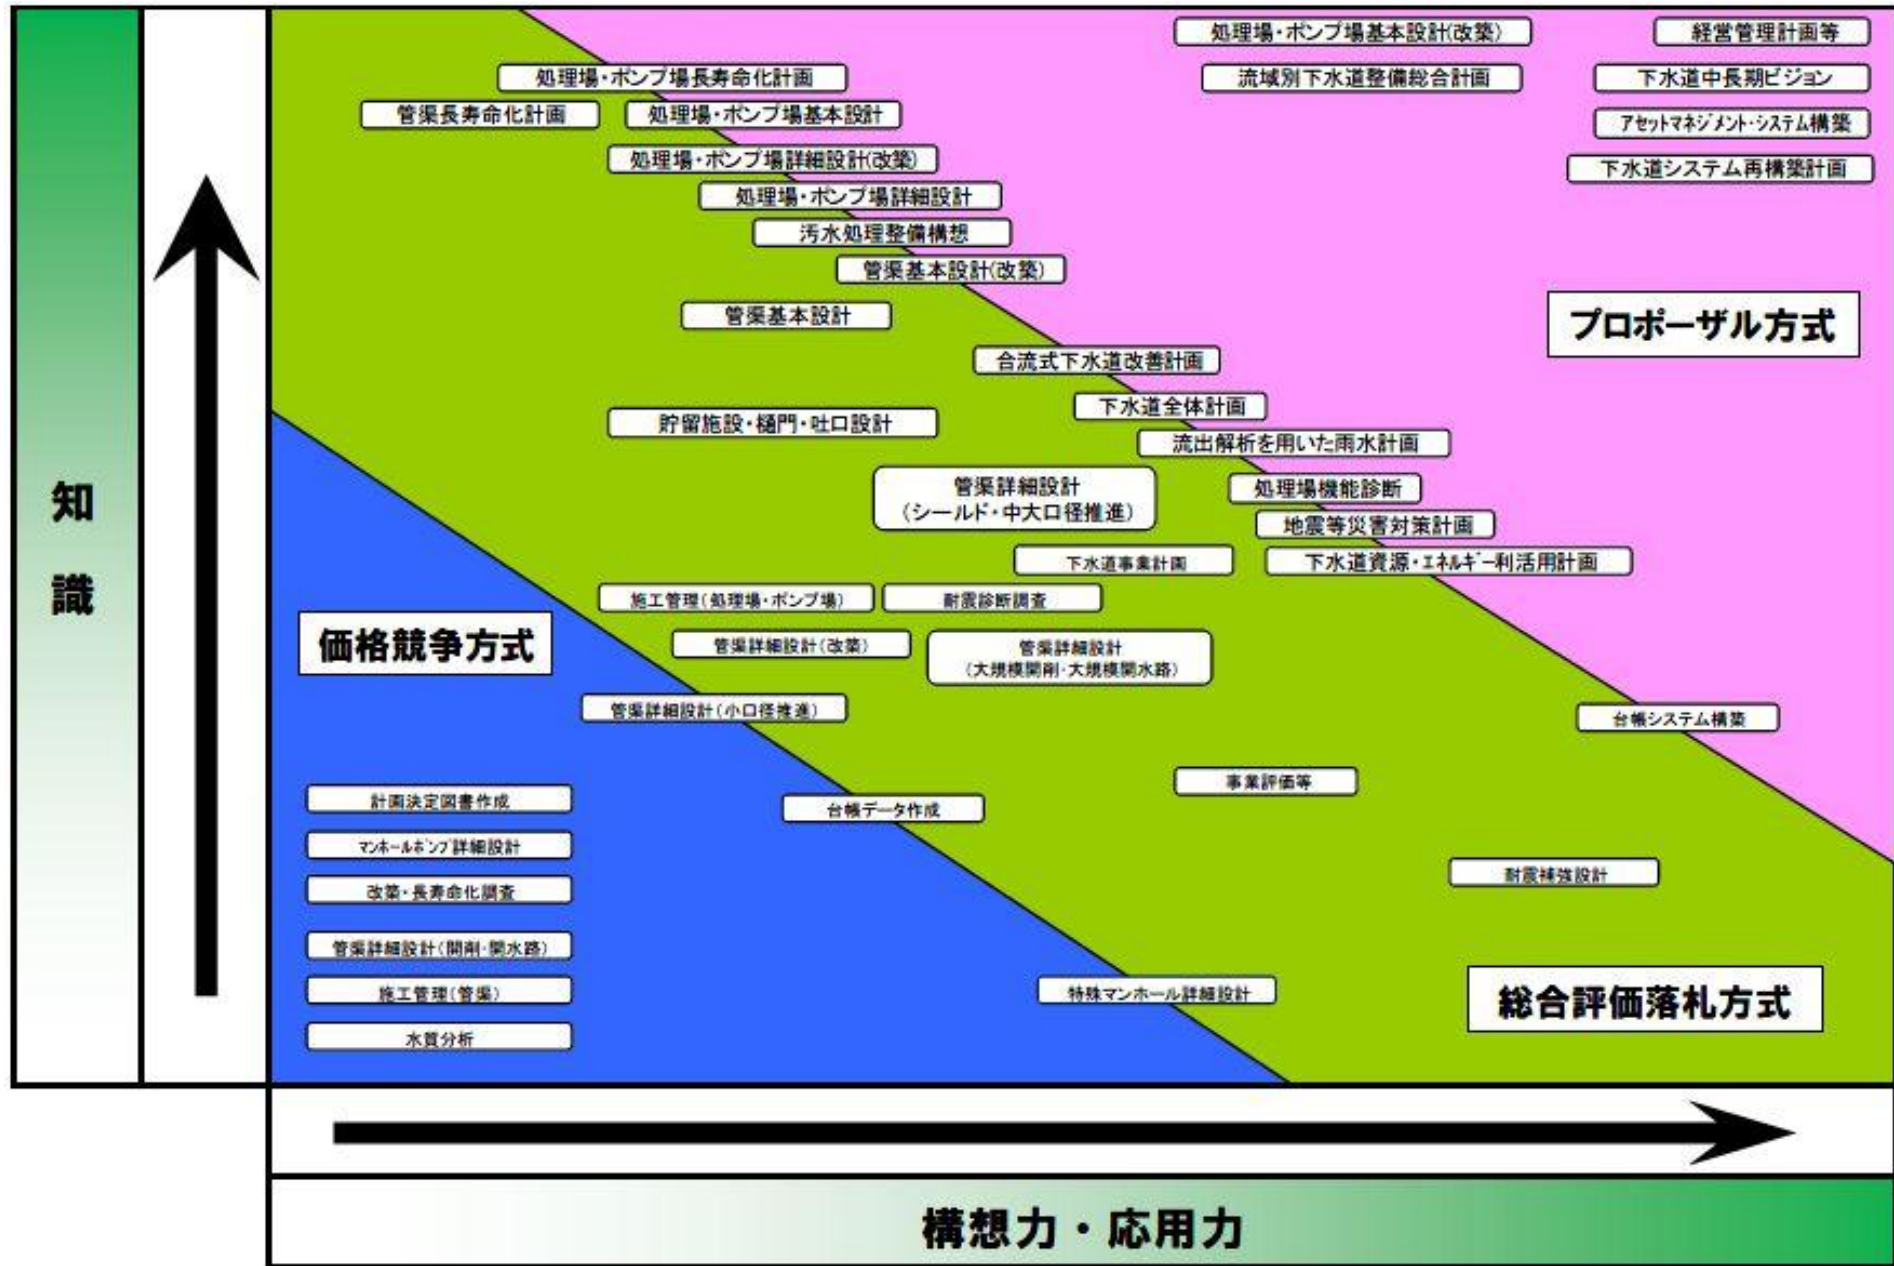 処理場・ポンプ場基本設計(改築)
経営管理計画等
処理場・ポンプ場長寿命化計画
流域別下水道整備総合計画
下水道中長期ビジョン
管渠長寿命化計画
処理場・ポンプ場基本設計
アセットマネジメント・システム構築
処理場・ポンプ場詳細設計(改築)
下水道システム再構築計画
処理場・ポンプ場詳細設計
汚水処理整備構想
管渠基本設計(改築)
管渠基本設計
プロポーザル方式
合流式下水道改善計画
下水道全体計画
貯留施設・樋門・吐口設計
流出解析を用いた雨水計画
管渠詳細設計
(シールド・中大口径推進)
処理場機能診断
地震等災害対策計画
下水道事業計画
下水道資源・エネルギー利活用計画
知
識
施工管理(処理場・ポンプ場)
耐震診断調査
価格競争方式
管渠詳細設計(改築)
管渠詳細設計
(大規模開削・大規模開水路)
管渠詳細設計(小口径推進)
台帳システム構築
事業評価等
計画決定図書作成
台帳データ作成
マンホールポンプ詳細設計
耐震補強設計
改築・長寿命化調査
管渠詳細設計(開削・開水路)
施工管理(管渠)
特殊マンホール詳細設計
総合評価落札方式
水質分析
構想力・応用力